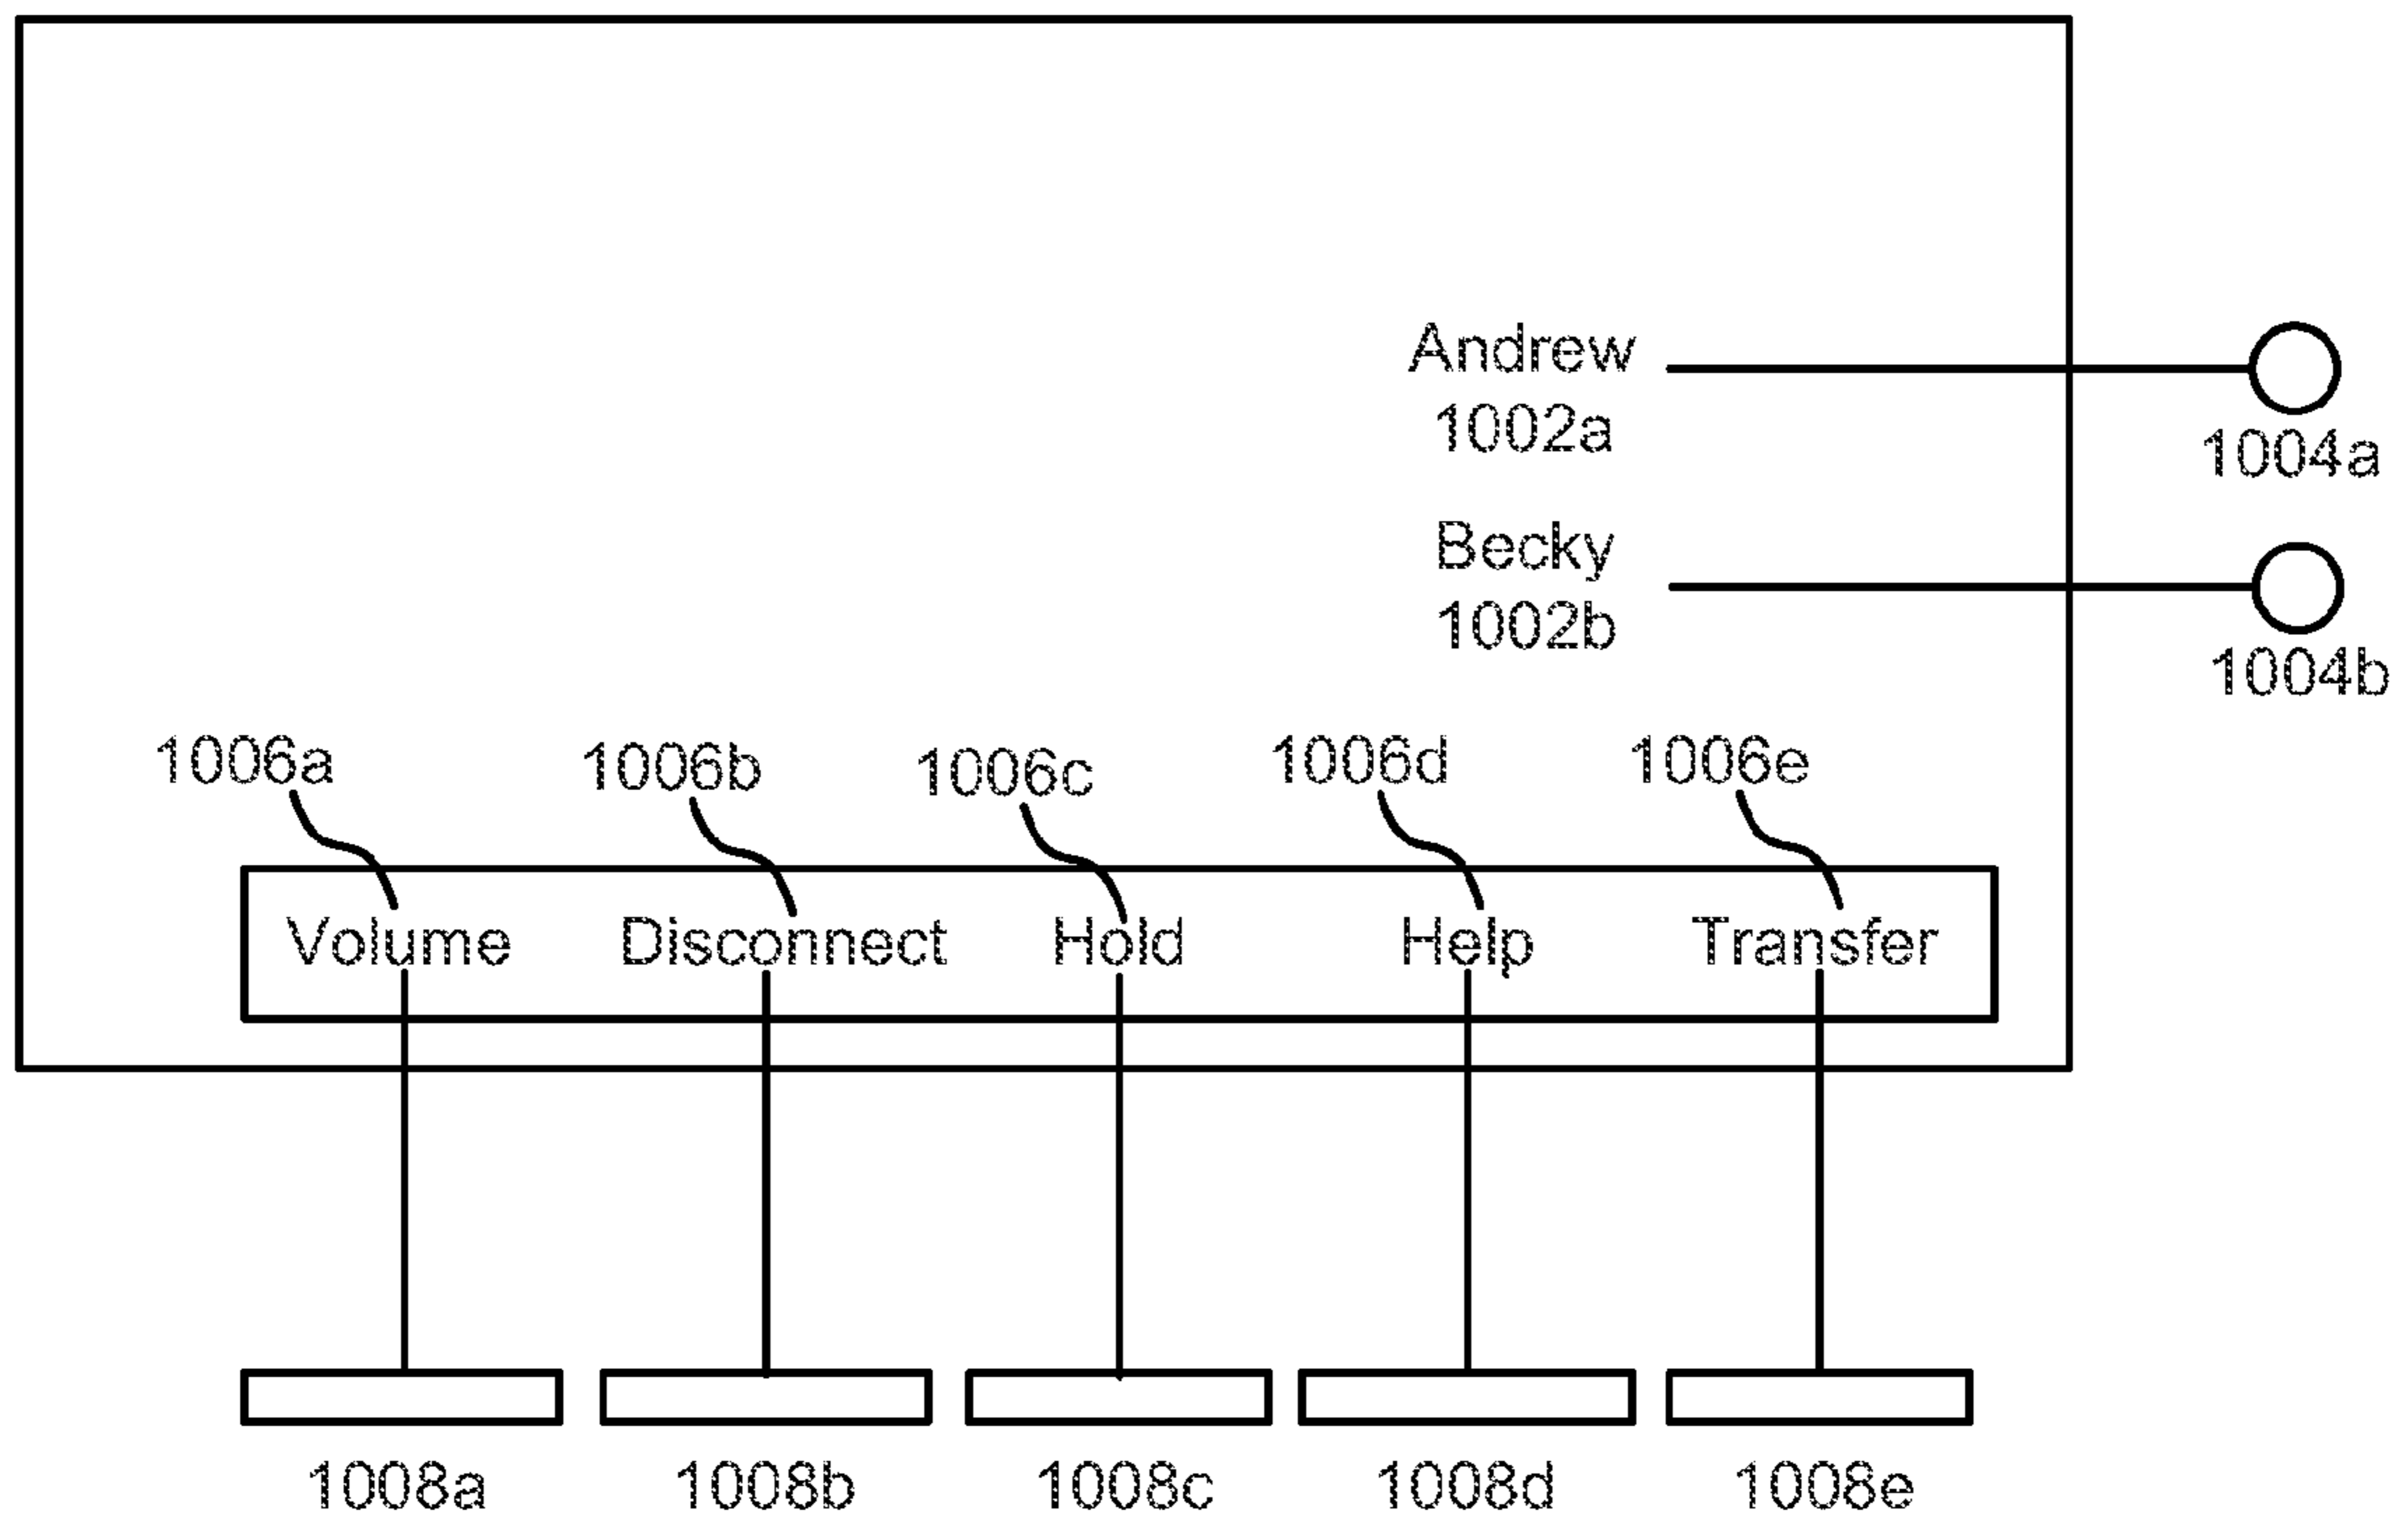 Andrew
1002a
1004a
Becky
1002b
1004b
1006a 1006b 1006c 1006d 1006e
Volume Disconnect Hold Help Transfer
1008a 1008b 1008c 1008d 1008e